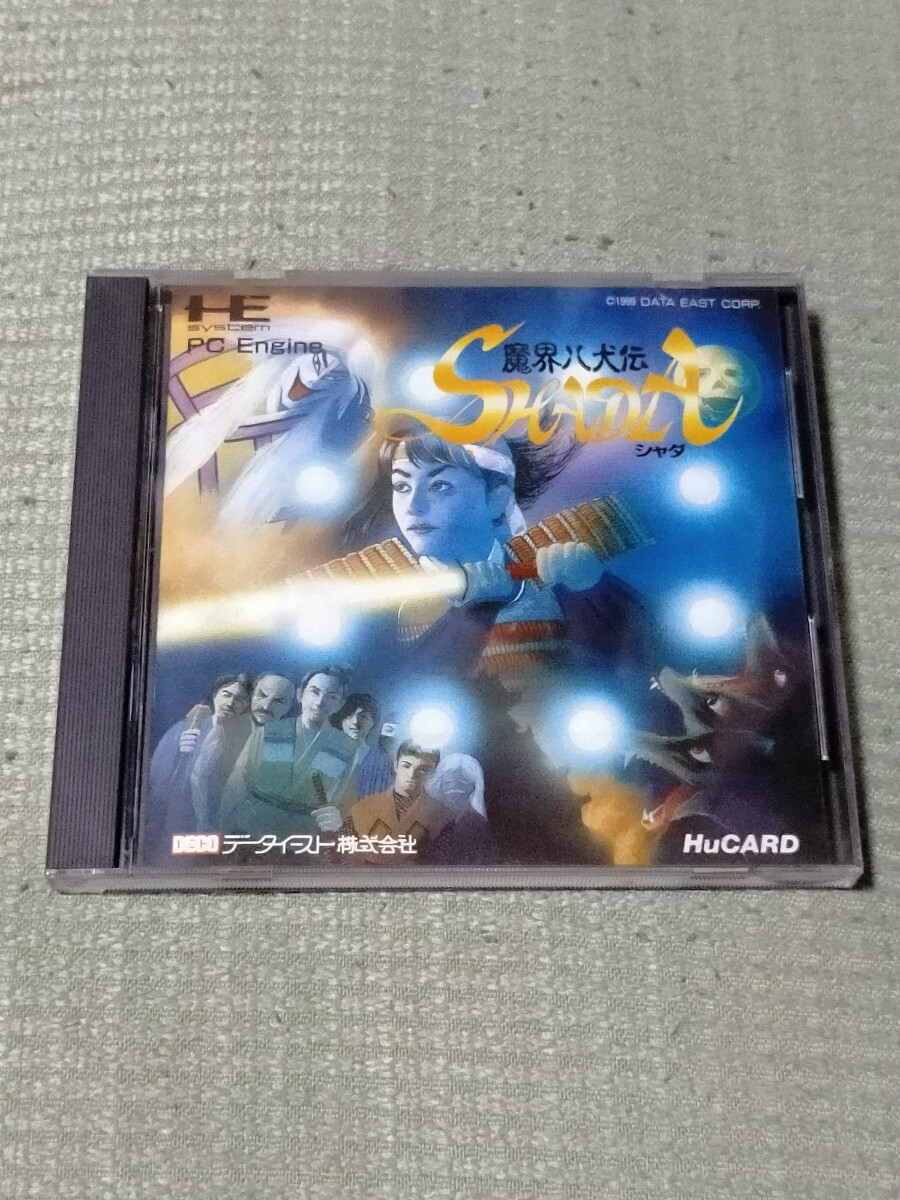 HE
system
PC Engine
©1989 DATA EAST CORP.
魔界八犬伝
SHADA
シャダ
DECO データイースト株式会社
HuCARD